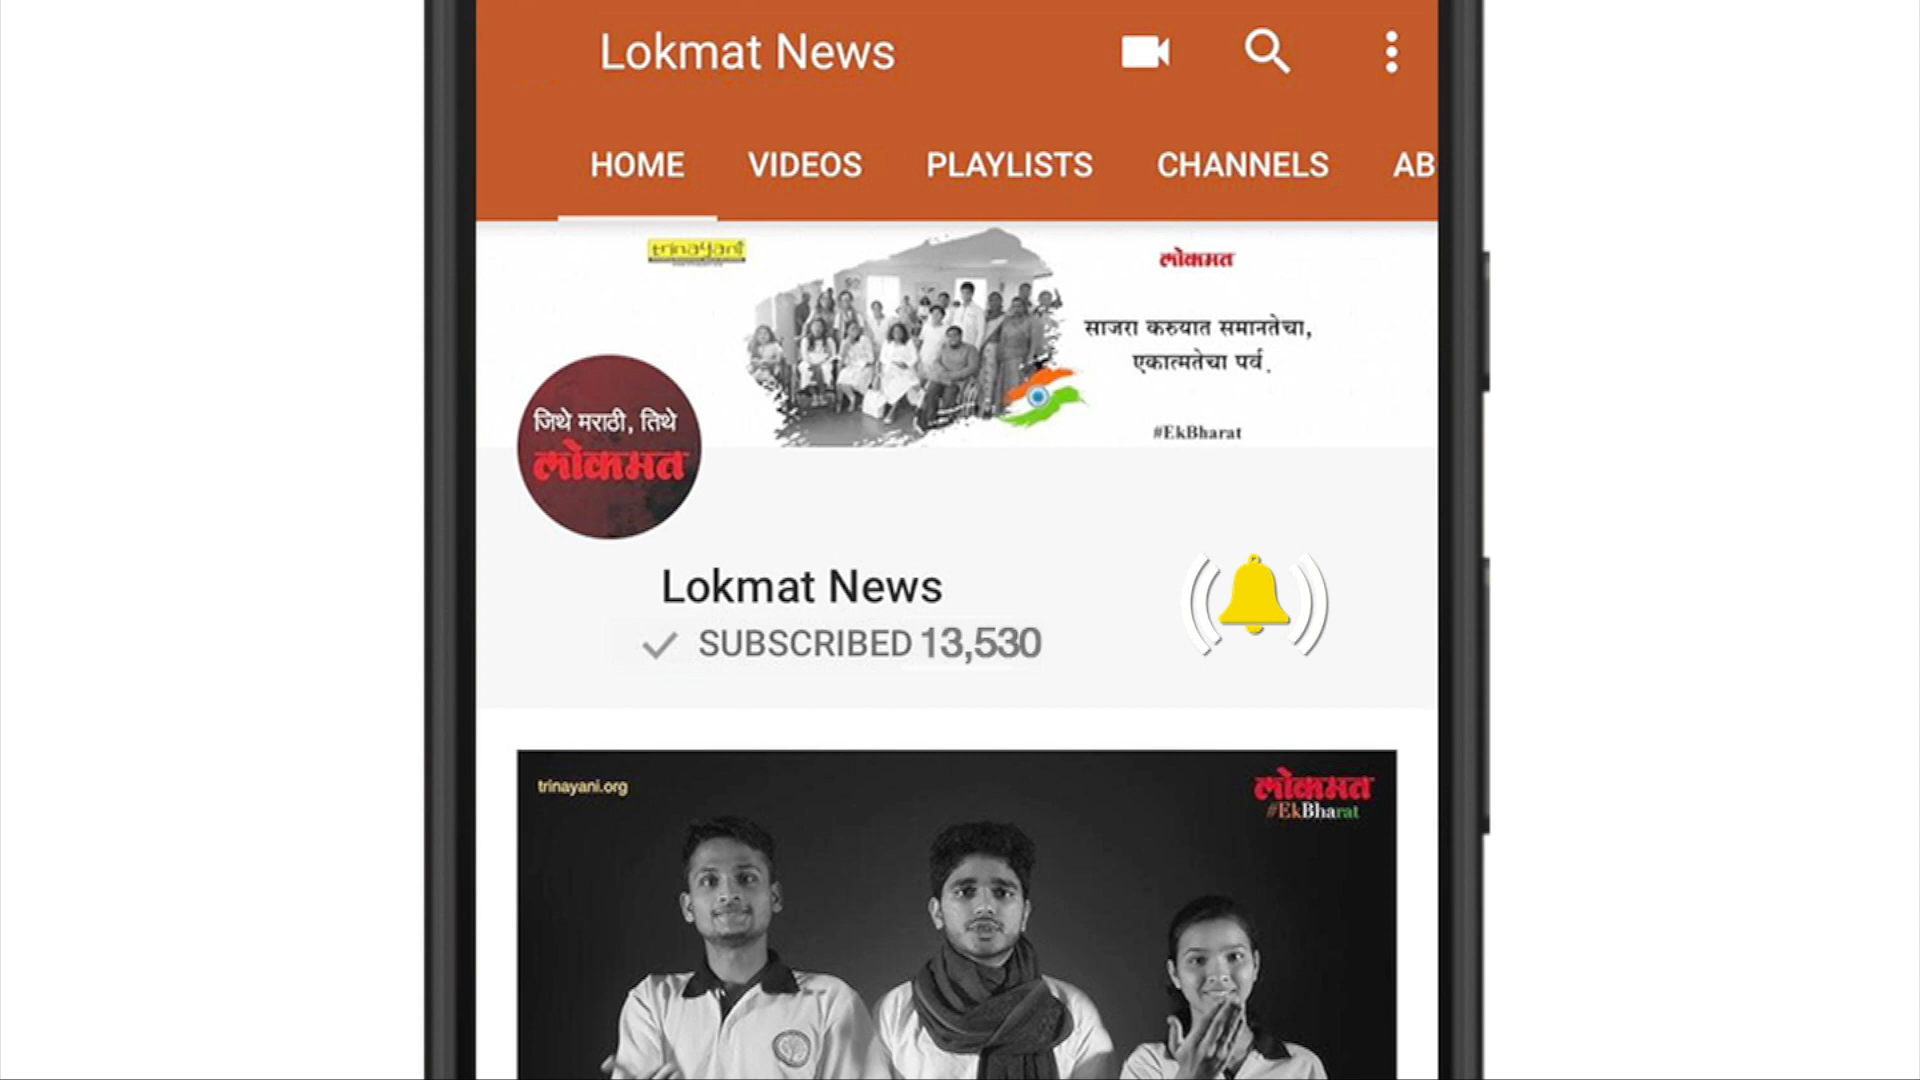 Lokmat News
HOME VIDEOS PLAYLISTS CHANNELS AB
trinayani
लोकमत
साजरा करुयात समानतेचा,
एकात्मतेचा पर्व.
#EkBharat
जिथे मराठी, तिथे
लोकमत
Lokmat News
SUBSCRIBED 13,530
trinayani.org
लोकमत
#EkBharat